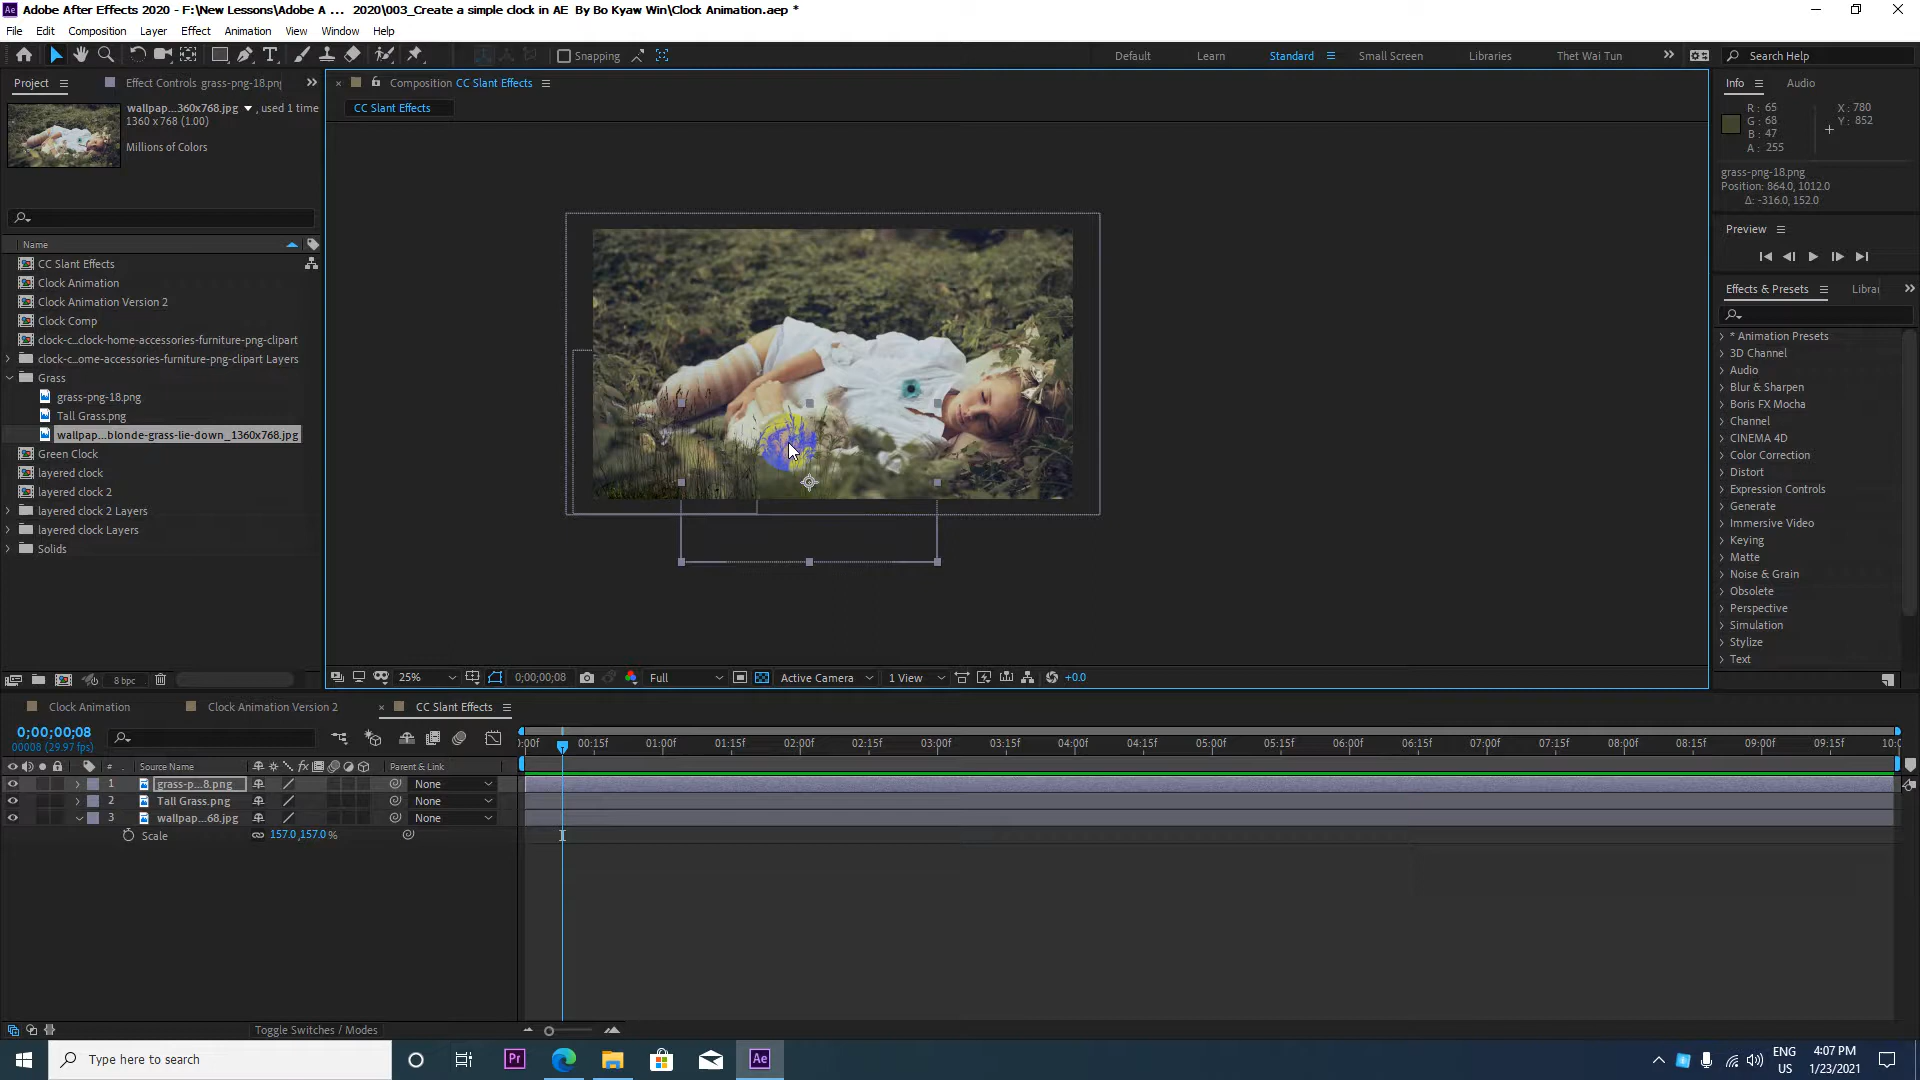 Adobe After Effects 2020 - F:\New Lessons\Adobe A ... 2020\003_Create a simple clock in AE By Bo Kyaw Win\Clock Animation.aep *
File Edit Composition Layer Effect Animation View Window Help
Snapping Default Learn Standard Small Screen Libraries Thet Wai Tun Search Help
Project Effect Controls grass-png-18.pn
Composition CC Slant Effects
Info Audio
wallpap...360x768.jpg , used 1 time
1360 x 768 (1.00)
Millions of Colors
CC Slant Effects
R: 65
G: 68
B: 47
A: 255
X: 780
Y: 852
grass-png-18.png
Position: 864.0, 1012.0
Δ: -316.0, 152.0
Preview
Effects & Presets Librar
Name
CC Slant Effects
Clock Animation
Clock Animation Version 2
Clock Comp
clock-c...clock-home-accessories-furniture-png-clipart
clock-c...ome-accessories-furniture-png-clipart Layers
Grass
grass-png-18.png
Tall Grass.png
wallpap...blonde-grass-lie-down_1360x768.jpg
Green Clock
layered clock
layered clock 2
layered clock 2 Layers
layered clock Layers
Solids
* Animation Presets
3D Channel
Audio
Blur & Sharpen
Boris FX Mocha
Channel
CINEMA 4D
Color Correction
Distort
Expression Controls
Generate
Immersive Video
Keying
Matte
Noise & Grain
Obsolete
Perspective
Simulation
Stylize
Text
8 bpc
25% 0;00;00;08 Full Active Camera 1 View +0.0
Clock Animation Clock Animation Version 2 CC Slant Effects
0;00;00;08
00008 (29.97 fps)
:00f 00:15f 01:00f 01:15f 02:00f 02:15f 03:00f 03:15f 04:00f 04:15f 05:00f 05:15f 06:00f 06:15f 07:00f 07:15f 08:00f 08:15f 09:00f 09:15f 10:0
# Source Name fx Parent & Link
1 grass-p...8.png None
2 Tall Grass.png None
3 wallpap...68.jpg None
Scale 157.0,157.0 %
Toggle Switches / Modes
Type here to search
Pr
Ae
ENG
US
4:07 PM
1/23/2021